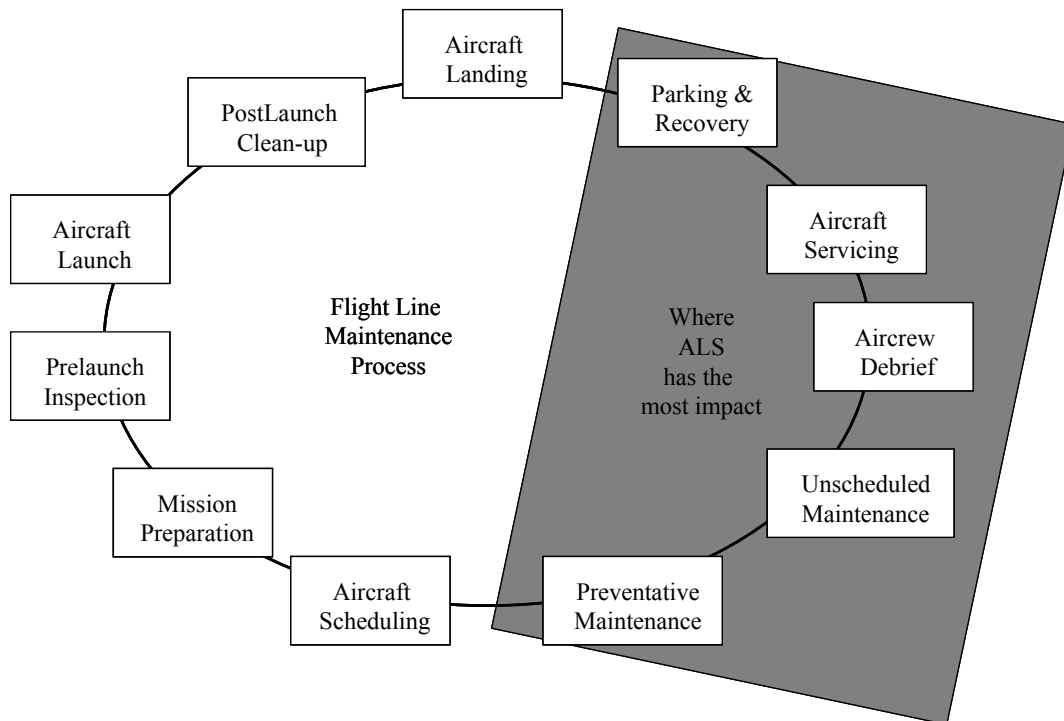 Aircraft
Landing
Parking &
Recovery
PostLaunch
Clean-up
Aircraft
Servicing
Aircraft
Launch
Flight Line
Maintenance
Process
Where
ALS
has the
most impact
Aircrew
Debrief
Prelaunch
Inspection
Unscheduled
Maintenance
Mission
Preparation
Aircraft
Scheduling
Preventative
Maintenance